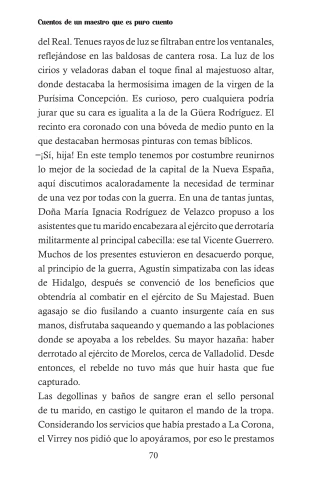 Cuentos de un maestro que es puro cuento
del Real. Tenues rayos de luz se filtraban entre los ventanales,
reflejándose en las baldosas de cantera rosa. La luz de los
cirios y veladoras daban el toque final al majestuoso altar,
donde destacaba la hermosísima imagen de la virgen de la
Purísima Concepción. Es curioso, pero cualquiera podría
jurar que su cara es igualita a la de la Güera Rodríguez. El
recinto era coronado con una bóveda de medio punto en la
que destacaban hermosas pinturas con temas bíblicos.
–¡Sí, hija! En este templo tenemos por costumbre reunirnos
lo mejor de la sociedad de la capital de la Nueva España,
aquí discutimos acaloradamente la necesidad de terminar
de una vez por todas con la guerra. En una de tantas juntas,
Doña María Ignacia Rodríguez de Velazco propuso a los
asistentes que tu marido encabezara al ejército que derrotaría
militarmente al principal cabecilla: ese tal Vicente Guerrero.
Muchos de los presentes estuvieron en desacuerdo porque,
al principio de la guerra, Agustín simpatizaba con las ideas
de Hidalgo, después se convenció de los beneficios que
obtendría al combatir en el ejército de Su Majestad. Buen
agasajo se dio fusilando a cuanto insurgente caía en sus
manos, disfrutaba saqueando y quemando a las poblaciones
donde se apoyaba a los rebeldes. Su mayor hazaña: haber
derrotado al ejército de Morelos, cerca de Valladolid. Desde
entonces, el rebelde no tuvo más que huir hasta que fue
capturado.
Las degollinas y baños de sangre eran el sello personal
de tu marido, en castigo le quitaron el mando de la tropa.
Considerando los servicios que había prestado a La Corona,
el Virrey nos pidió que lo apoyáramos, por eso le prestamos
70